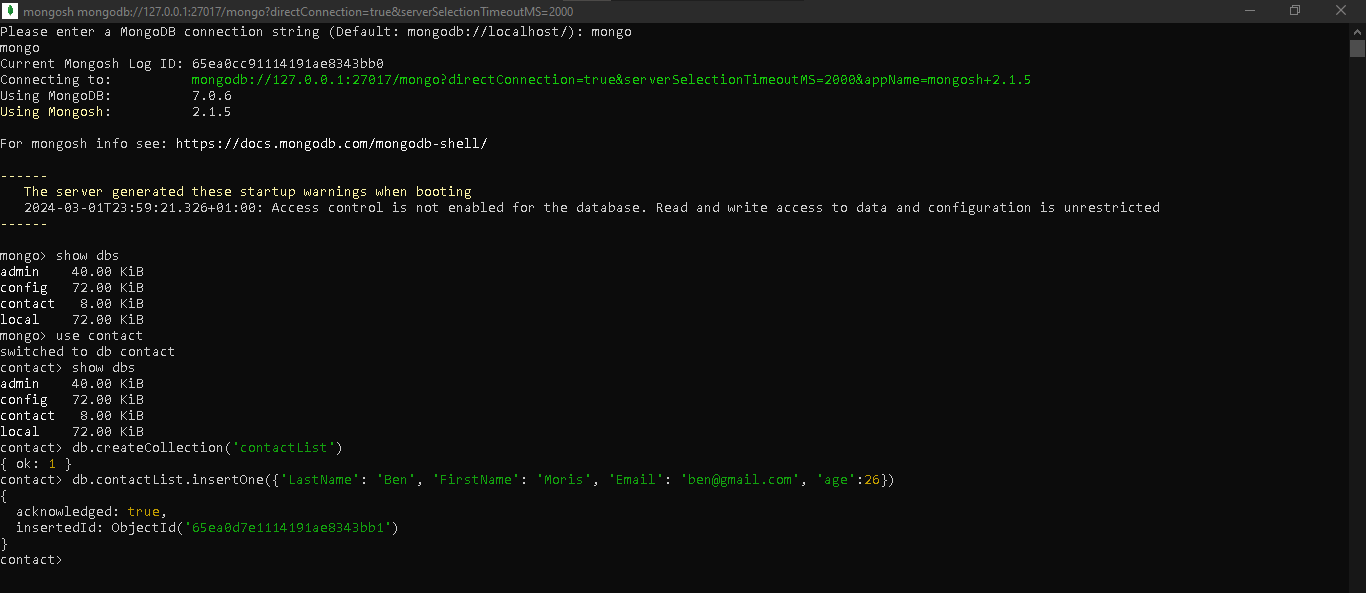 mongosh mongodb://127.0.0.1:27017/mongo?directConnection=true&serverSelectionTimeoutMS=2000
Please enter a MongoDB connection string (Default: mongodb://localhost/): mongo
mongo
Current Mongosh Log ID: 65ea0cc91114191ae8343bb0
Connecting to:          mongodb://127.0.0.1:27017/mongo?directConnection=true&serverSelectionTimeoutMS=2000&appName=mongosh+2.1.5
Using MongoDB:          7.0.6
Using Mongosh:          2.1.5
For mongosh info see: https://docs.mongodb.com/mongodb-shell/
------
   The server generated these startup warnings when booting
   2024-03-01T23:59:21.326+01:00: Access control is not enabled for the database. Read and write access to data and configuration is unrestricted
------
mongo> show dbs
admin    40.00 KiB
config   72.00 KiB
contact   8.00 KiB
local    72.00 KiB
mongo> use contact
switched to db contact
contact> show dbs
admin    40.00 KiB
config   72.00 KiB
contact   8.00 KiB
local    72.00 KiB
contact> db.createCollection('contactList')
{ ok: 1 }
contact> db.contactList.insertOne({'LastName': 'Ben', 'FirstName': 'Moris', 'Email': 'ben@gmail.com', 'age':26})
{
  acknowledged: true,
  insertedId: ObjectId('65ea0d7e1114191ae8343bb1')
}
contact>